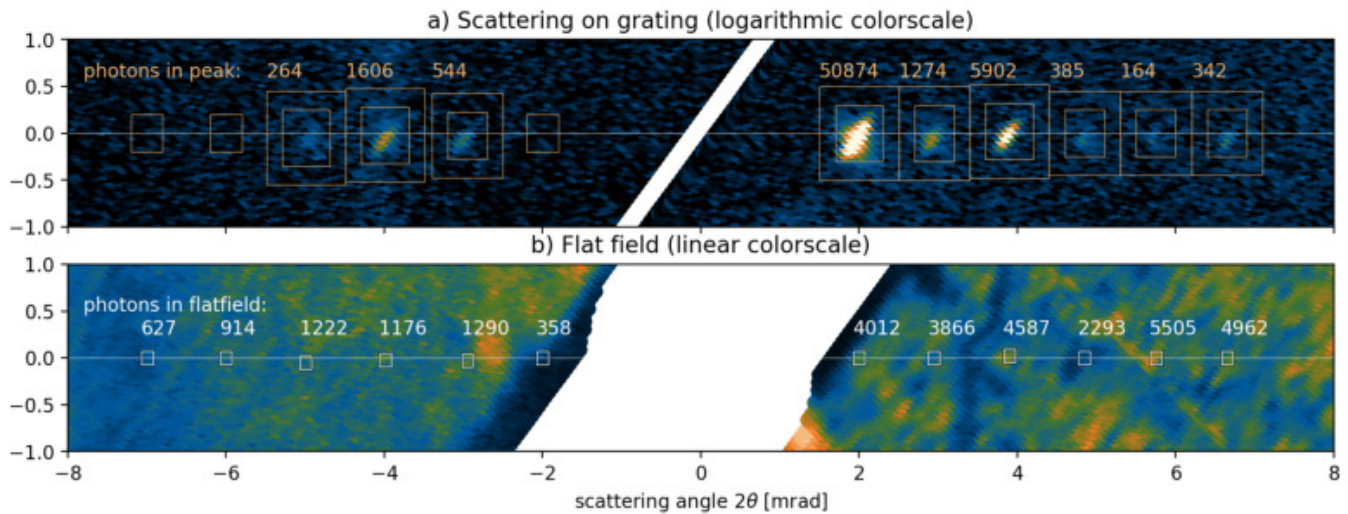 a) Scattering on grating (logarithmic colorscale)
1.0
photons in peak: 264 1606 544 50874 1274 5902 385 164 342
0.5
0.0
−0.5
−1.0
b) Flat field (linear colorscale)
1.0
photons in flatfield:
0.5
627 914 1222 1176 1290 358 4012 3866 4587 2293 5505 4962
0.0
−0.5
−1.0
−8 −6 −4 −2 0 2 4 6 8
scattering angle 2θ [mrad]